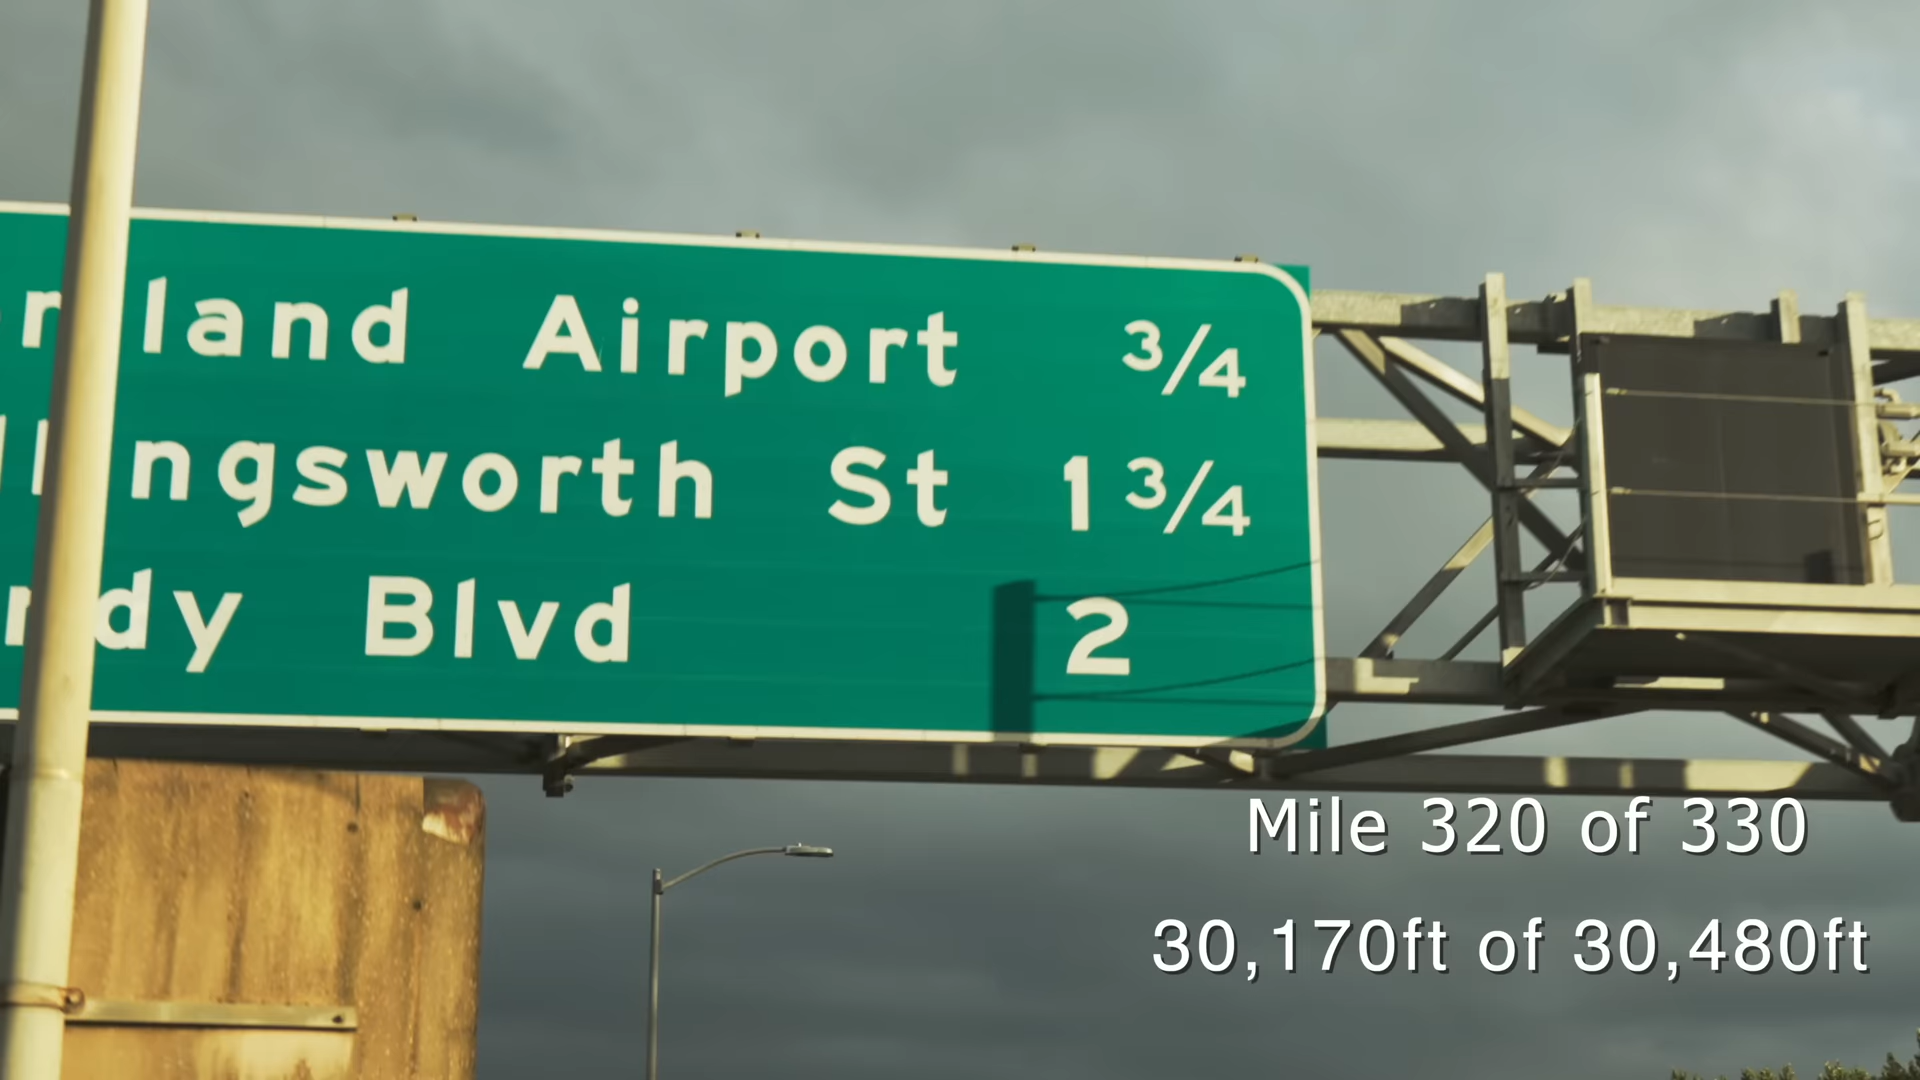 land Airport 3/4
ngsworth St 1 3/4
dy Blvd 2
Mile 320 of 330
30,170ft of 30,480ft